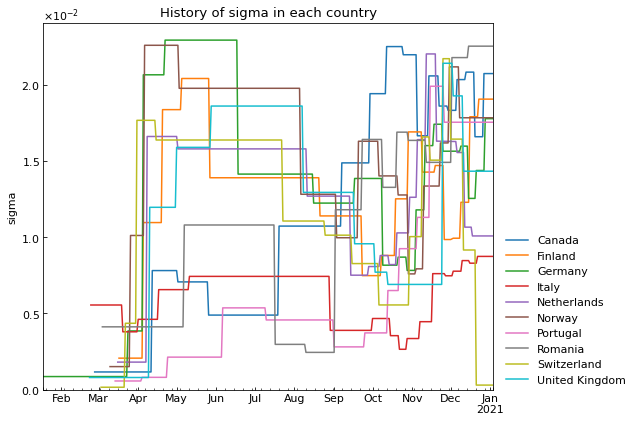 History of sigma in each country
×10⁻²
2.0
1.5
1.0
0.5
0.0
sigma
Feb Mar Apr May Jun Jul Aug Sep Oct Nov Dec Jan
2021
Canada
Finland
Germany
Italy
Netherlands
Norway
Portugal
Romania
Switzerland
United Kingdom